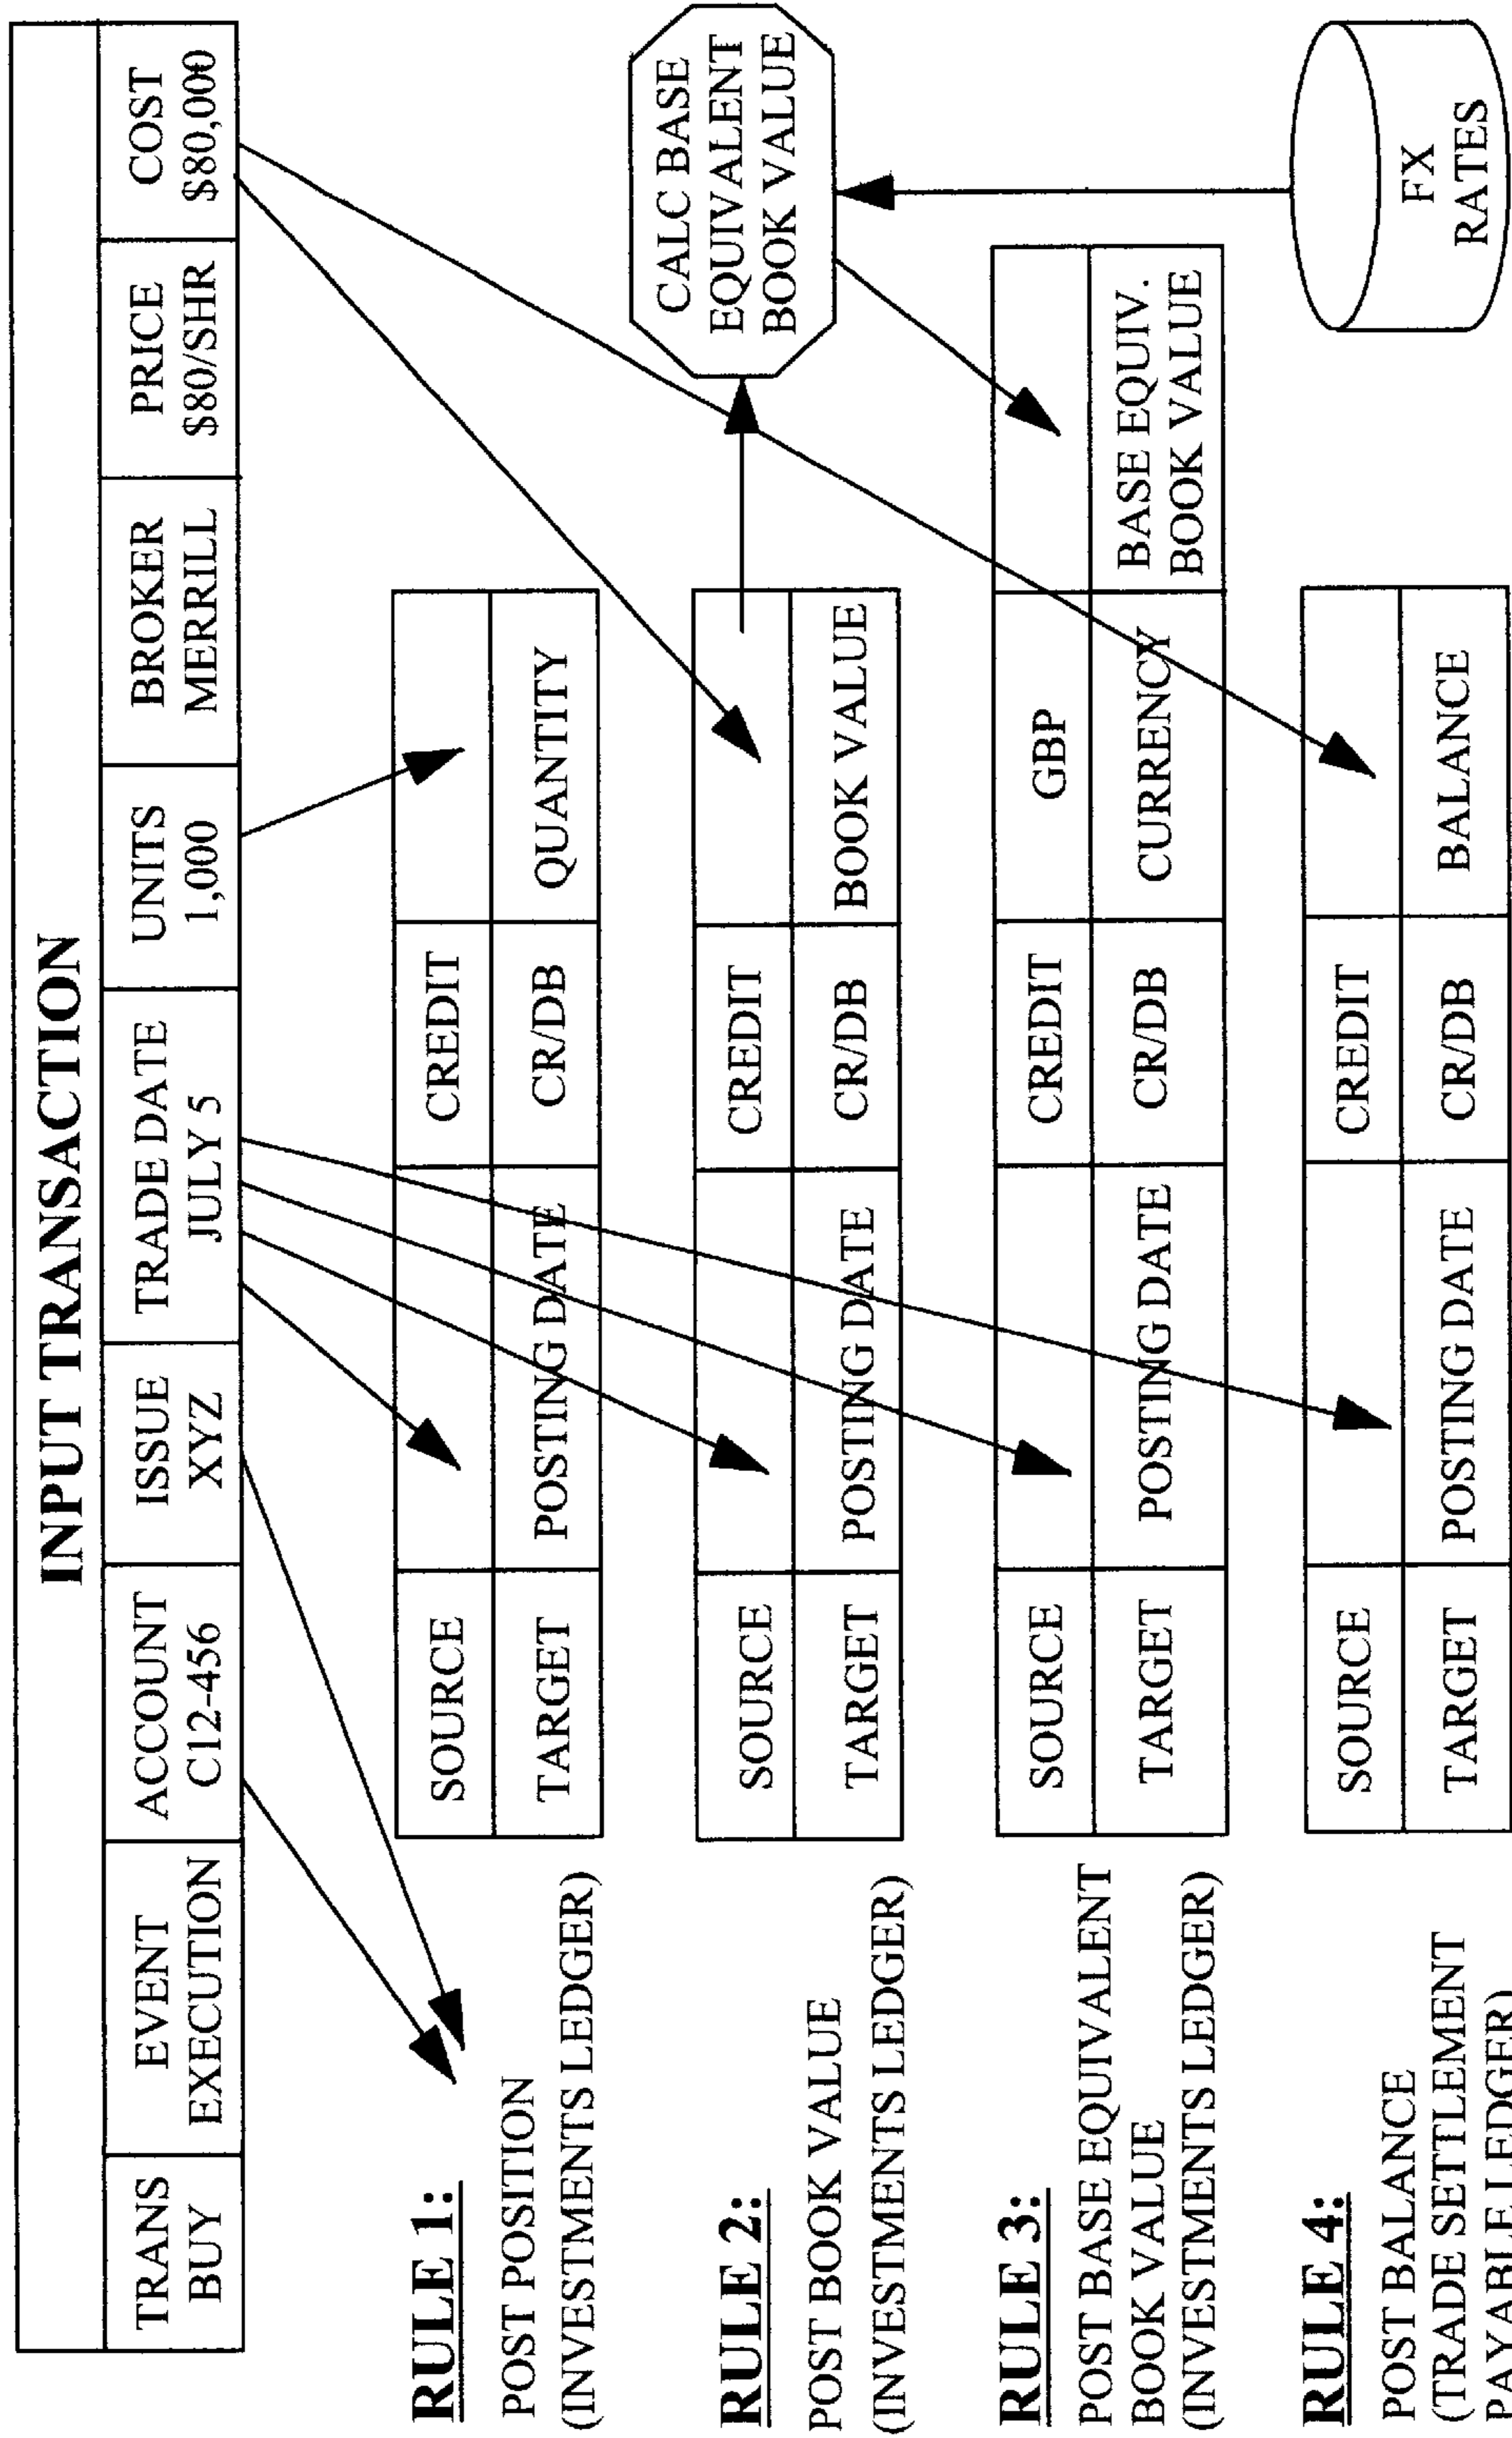 INPUT TRANSACTION
TRANS EVENT ACCOUNT ISSUE TRADE DATE UNITS BROKER PRICE COST
BUY EXECUTION C12-456 XYZ JULY 5 1,000 MERRILL $80/SHR $80,000
RULE 1:
POST POSITION
(INVESTMENTS LEDGER)
SOURCE CREDIT
TARGET POSTING DATE CR/DB QUANTITY
RULE 2:
POST BOOK VALUE
(INVESTMENTS LEDGER)
SOURCE CREDIT
TARGET POSTING DATE CR/DB BOOK VALUE
CALC BASE
EQUIVALENT
BOOK VALUE
RULE 3:
POST BASE EQUIVALENT
BOOK VALUE
(INVESTMENTS LEDGER)
SOURCE CREDIT GBP
TARGET POSTING DATE CR/DB CURRENCY BASE EQUIV.
BOOK VALUE
RULE 4:
POST BALANCE
(TRADE SETTLEMENT
PAYABLE LEDGER)
SOURCE CREDIT
TARGET POSTING DATE CR/DB BALANCE
FX
RATES